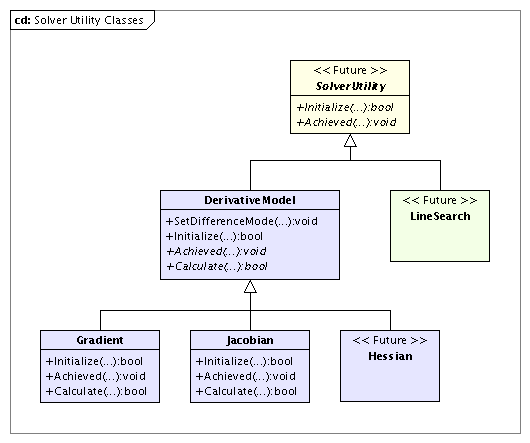 cd: Solver Utility Classes
<< Future >>
SolverUtility
+Initialize(...):bool
+Achieved(...):void
DerivativeModel
+SetDifferenceMode(...):void
+Initialize(...):bool
+Achieved(...):void
+Calculate(...):bool
<< Future >>
LineSearch
Gradient
+Initialize(...):bool
+Achieved(...):void
+Calculate(...):bool
Jacobian
+Initialize(...):bool
+Achieved(...):void
+Calculate(...):bool
<< Future >>
Hessian